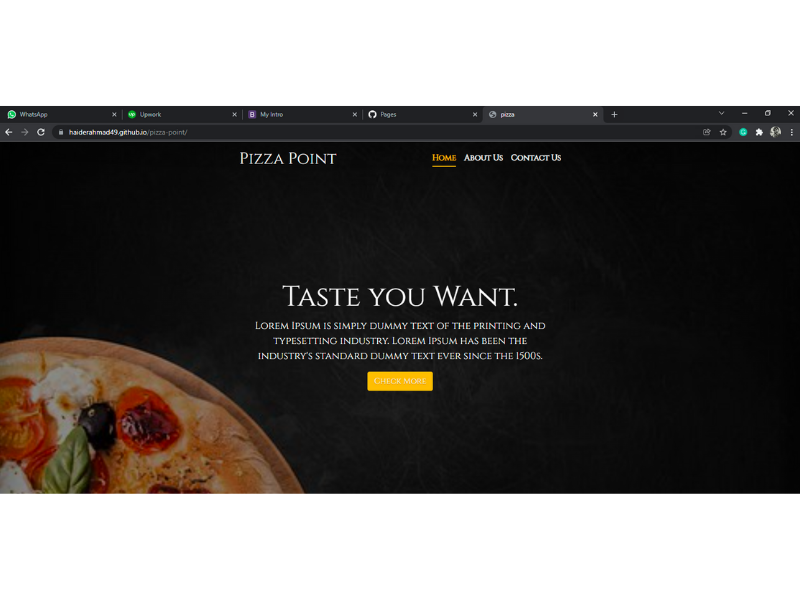 WhatsApp
Upwork
My Intro
Pages
pizza
haiderahmad49.github.io/pizza-point/
Pizza Point
Home
About Us
Contact Us
Taste you Want.
Lorem Ipsum is simply dummy text of the printing and
typesetting industry. Lorem Ipsum has been the
industry's standard dummy text ever since the 1500s.
Check More